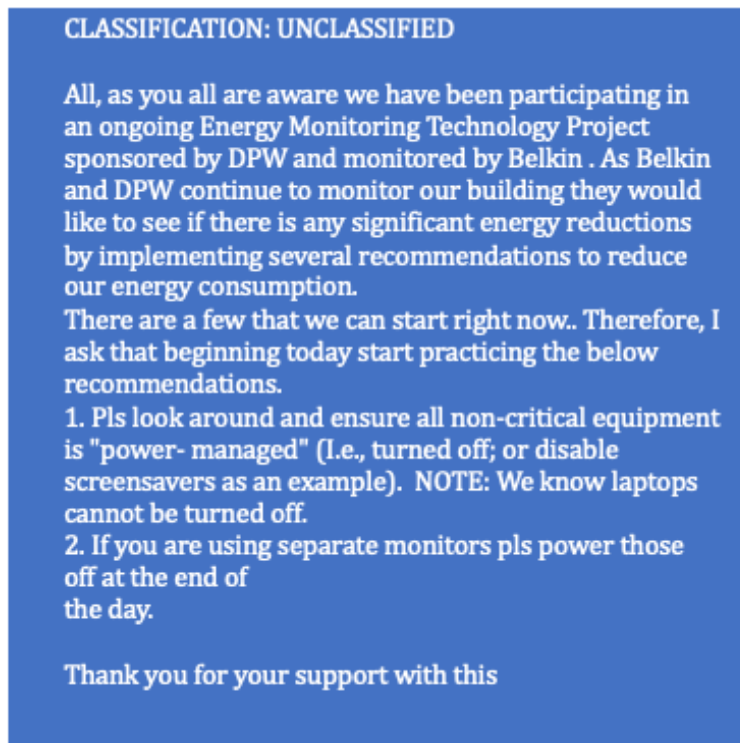 CLASSIFICATION: UNCLASSIFIED
All, as you all are aware we have been participating in
an ongoing Energy Monitoring Technology Project
sponsored by DPW and monitored by Belkin . As Belkin
and DPW continue to monitor our building they would
like to see if there is any significant energy reductions
by implementing several recommendations to reduce
our energy consumption.
There are a few that we can start right now.. Therefore, I
ask that beginning today start practicing the below
recommendations.
1. Pls look around and ensure all non-critical equipment
is "power- managed" (I.e., turned off; or disable
screensavers as an example).  NOTE: We know laptops
cannot be turned off.
2. If you are using separate monitors pls power those
off at the end of
the day.
Thank you for your support with this